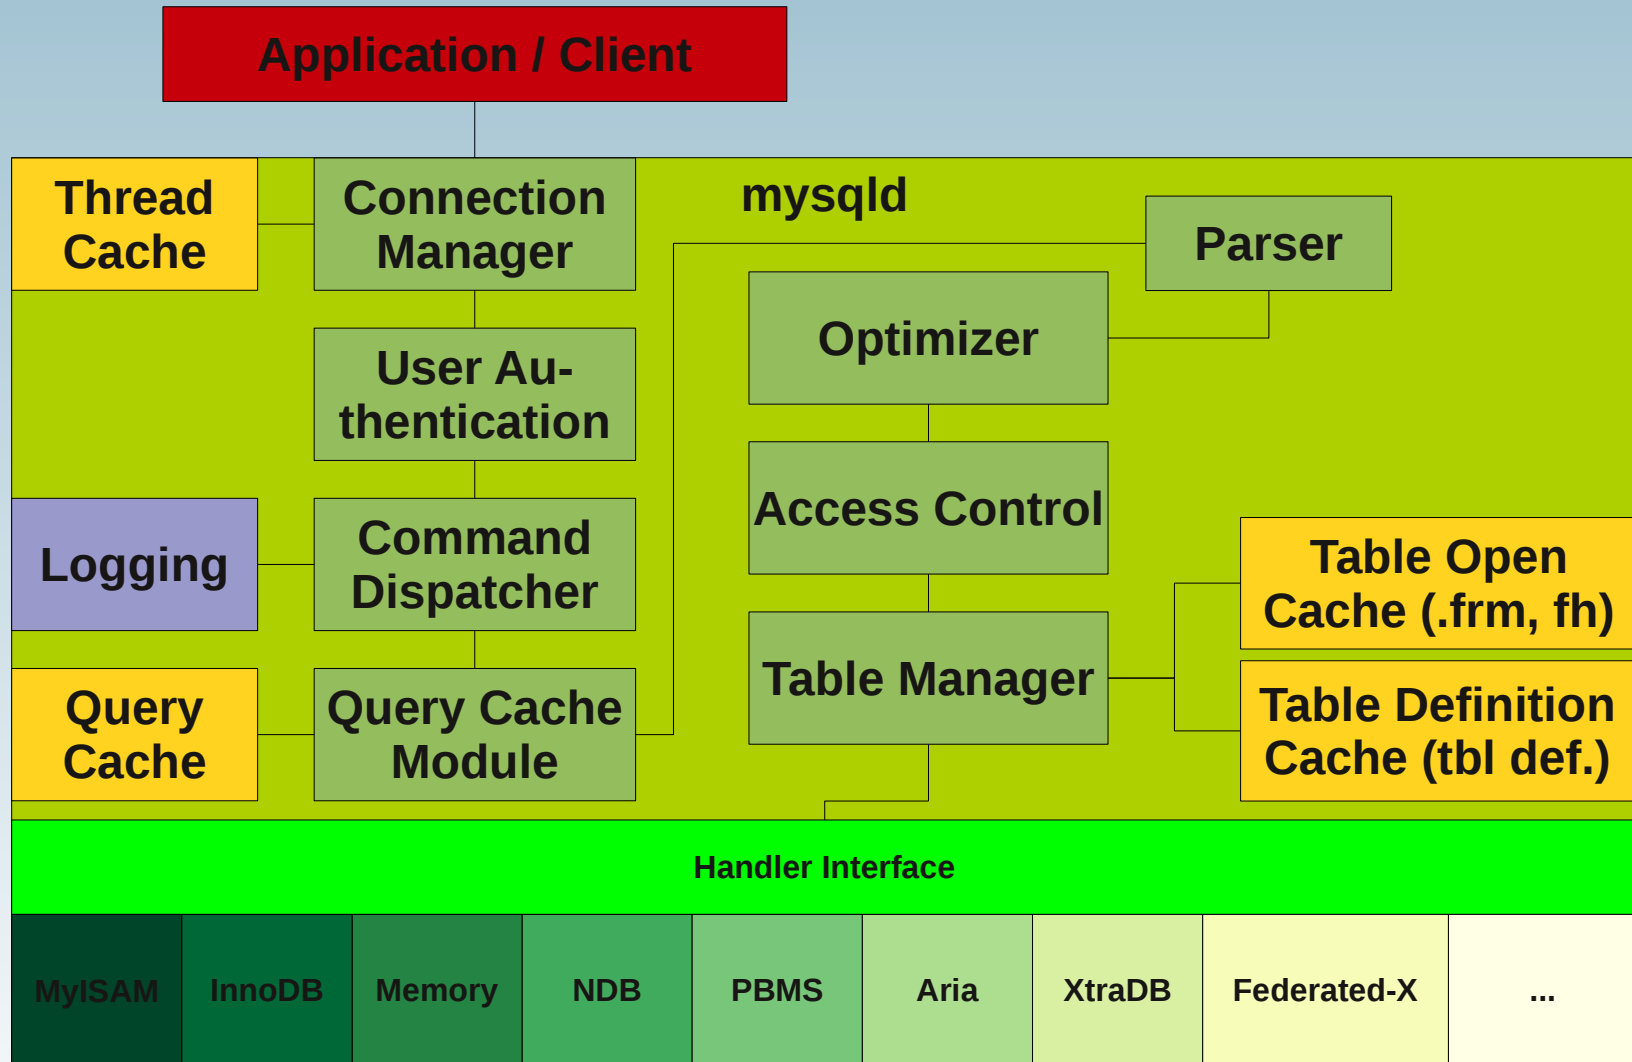 Application / Client
Thread
Cache
Connection
Manager
mysqld
Parser
Optimizer
User Au-
thentication
Access Control
Logging
Command
Dispatcher
Table Open
Cache (.frm, fh)
Query
Cache
Query Cache
Module
Table Manager
Table Definition
Cache (tbl def.)
Handler Interface
MyISAM
InnoDB
Memory
NDB
PBMS
Aria
XtraDB
Federated-X
...